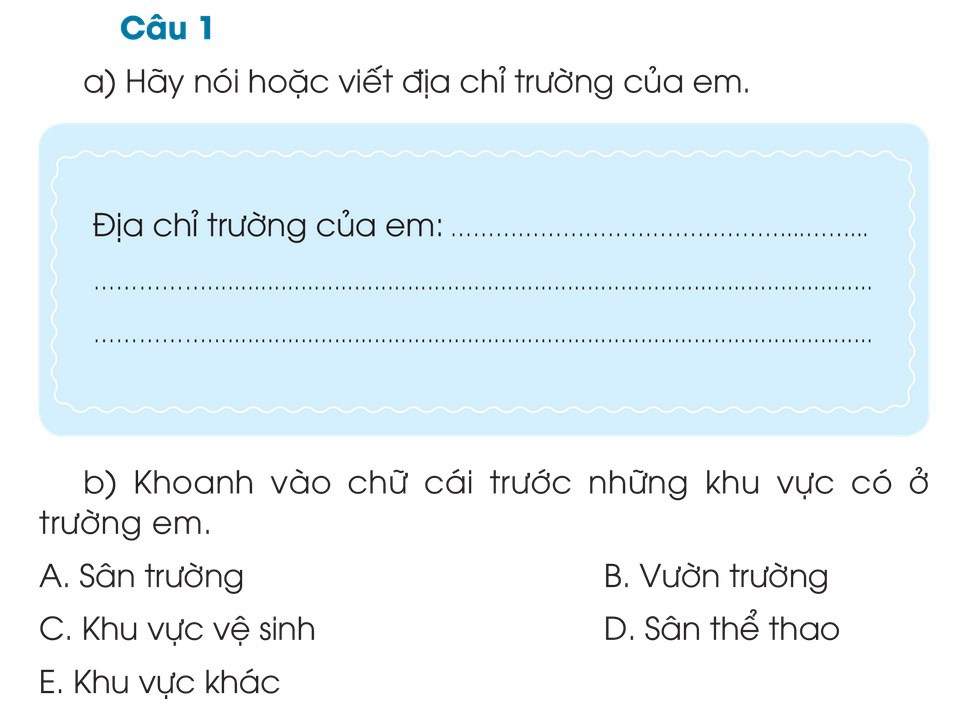 Câu 1
a) Hãy nói hoặc viết địa chỉ trường của em.
Địa chỉ trường của em: ......................................................
........................................................................................................
........................................................................................................
b) Khoanh vào chữ cái trước những khu vực có ở
trường em.
A. Sân trường B. Vườn trường
C. Khu vực vệ sinh D. Sân thể thao
E. Khu vực khác